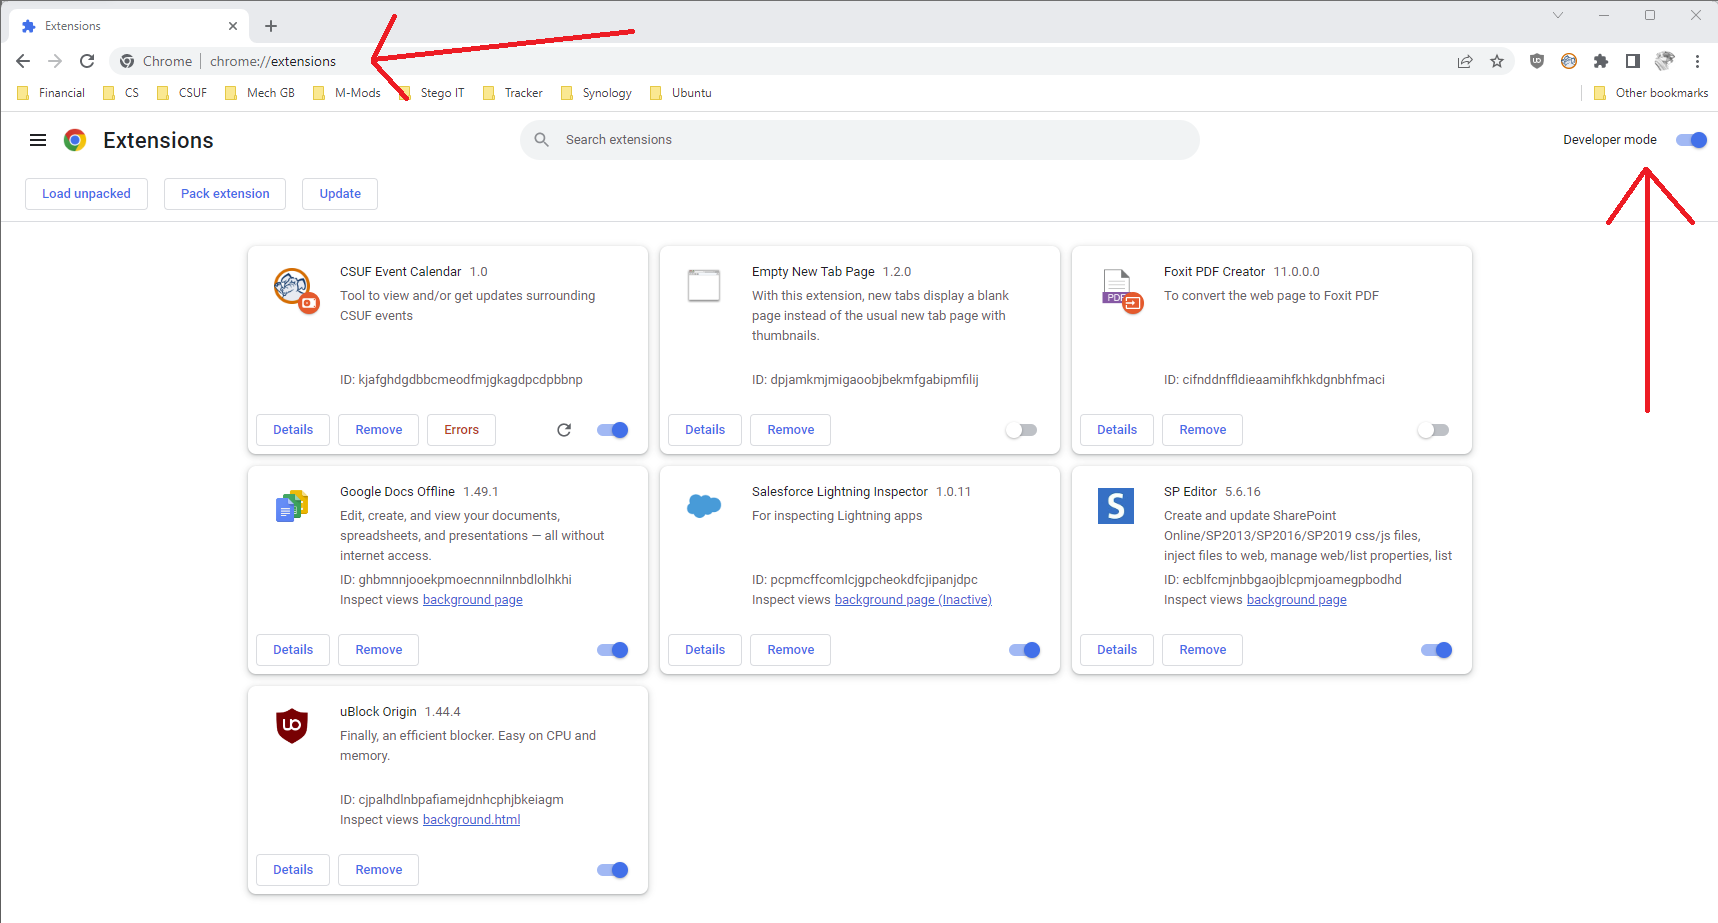 Extensions
Chrome
chrome://extensions
Financial
CS
CSUF
Mech GB
M-Mods
Stego IT
Tracker
Synology
Ubuntu
Other bookmarks
Extensions
Search extensions
Developer mode
Load unpacked
Pack extension
Update
CSUF Event Calendar 1.0
Tool to view and/or get updates surrounding
CSUF events
ID: kjafghdgdbbcmeodfmjgkagdpcdpbbnp
Details
Remove
Errors
Empty New Tab Page 1.2.0
With this extension, new tabs display a blank
page instead of the usual new tab page with
thumbnails.
ID: dpjamkmjmigaoobjbekmfgabipmfilij
Details
Remove
PDF
Foxit PDF Creator 11.0.0.0
To convert the web page to Foxit PDF
ID: cifnddnffldieaamihfkhkdgnbhfmaci
Details
Remove
Google Docs Offline 1.49.1
Edit, create, and view your documents,
spreadsheets, and presentations — all without
internet access.
ID: ghbmnnjooekpmoecnnnilnnbdlolhkhi
Inspect views background page
Details
Remove
Salesforce Lightning Inspector 1.0.11
For inspecting Lightning apps
ID: pcpmcffcomlcjgpcheokdfcjipanjdpc
Inspect views background page (Inactive)
Details
Remove
S
SP Editor 5.6.16
Create and update SharePoint
Online/SP2013/SP2016/SP2019 css/js files,
inject files to web, manage web/list properties, list
ID: ecblfcmjnbbgaojblcpmjoamegpbodhd
Inspect views background page
Details
Remove
uBlock Origin 1.44.4
Finally, an efficient blocker. Easy on CPU and
memory.
ID: cjpalhdlnbpafiamejdnhcphjbkeiagm
Inspect views background.html
Details
Remove